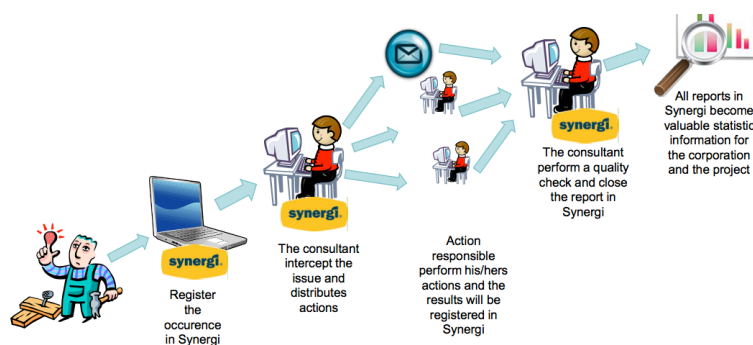 synergi
Register
the
occurence
in Synergi
synergi
The consultant
intercept the
issue and
distributes
actions
Action
responsible
perform his/hers
actions and the
results will be
registered in
Synergi
synergi
The consultant
perform a quality
check and close
the report in
Synergi
All reports in
Synergi become
valuable statistic
information for
the corporation
and the project